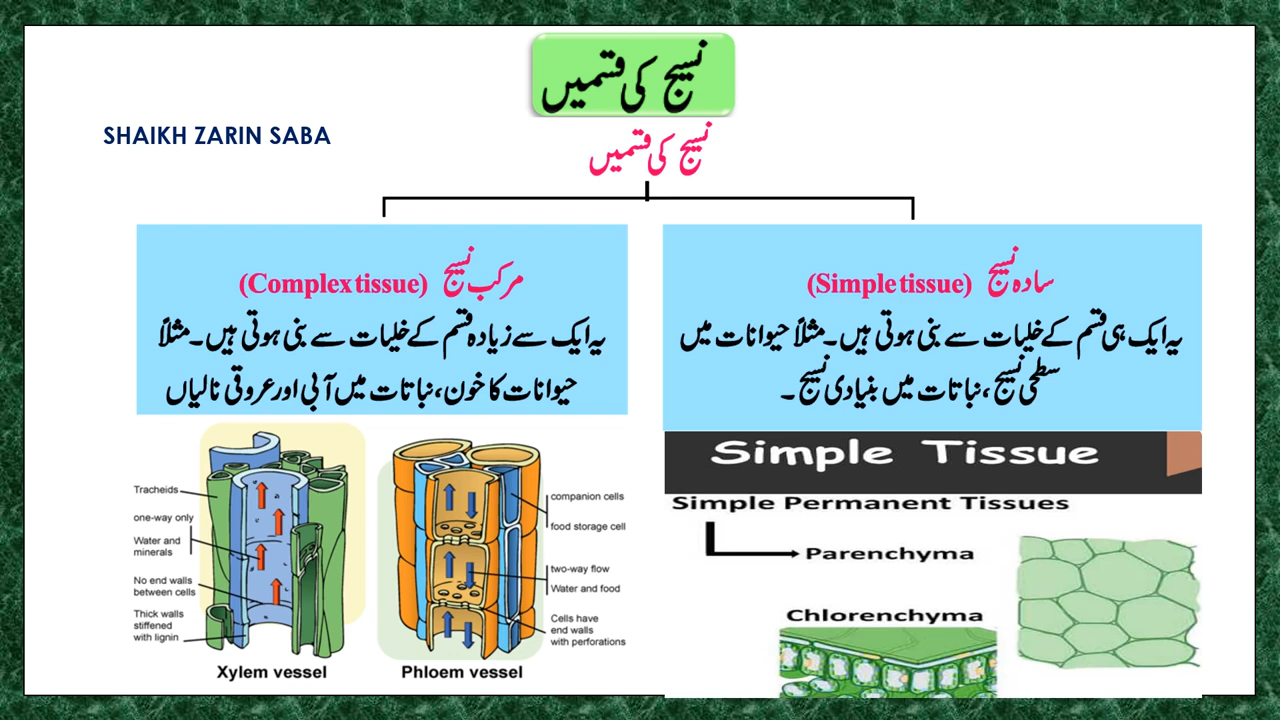 نسیج کی قسمیں
SHAIKH ZARIN SABA
نسیج کی قسمیں
سادہ نسیج (Simple tissue)
یہ ایک ہی قسم کے خلیات سے بنی ہوتی ہیں۔ مثلاً حیوانات میں
سطحی نسیج، نباتات میں بنیادی نسیج۔
مرکب نسیج (Complex tissue)
یہ ایک سے زیادہ قسم کے خلیات سے بنی ہوتی ہیں۔ مثلاً
حیوانات کا خون، نباتات میں آبی اور عروقی نالیاں
Simple Tissue
Simple Permanent Tissues
Parenchyma
Chlorenchyma
Tracheids
one-way only
Water and
minerals
No end walls
between cells
Thick walls
stiffened
with lignin
Xylem vessel
companion cells
food storage cell
two-way flow
Water and food
Cells have
end walls
with perforations
Phloem vessel